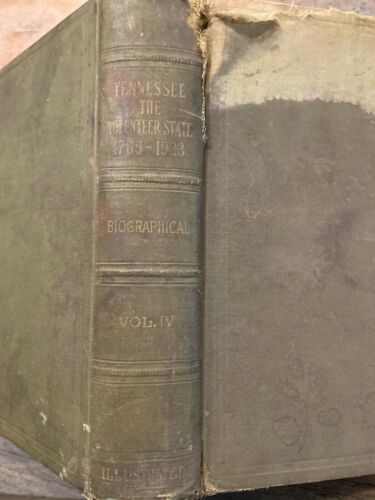 TENNESSEE
THE
VOLUNTEER STATE
1769-1923
BIOGRAPHICAL
VOL. IV
ILLUSTRATED